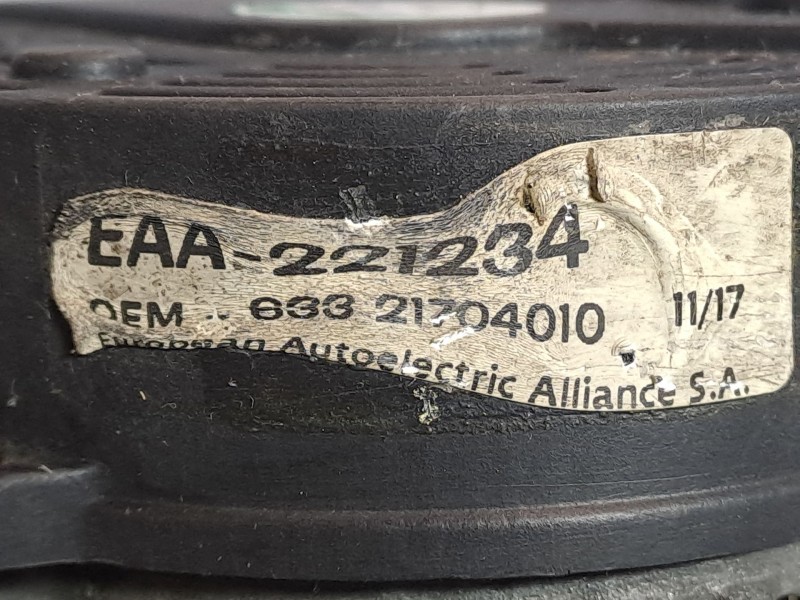 EAA-221234
OEM .. 633 21704010 11/17
European Autoelectric Alliance S.A.